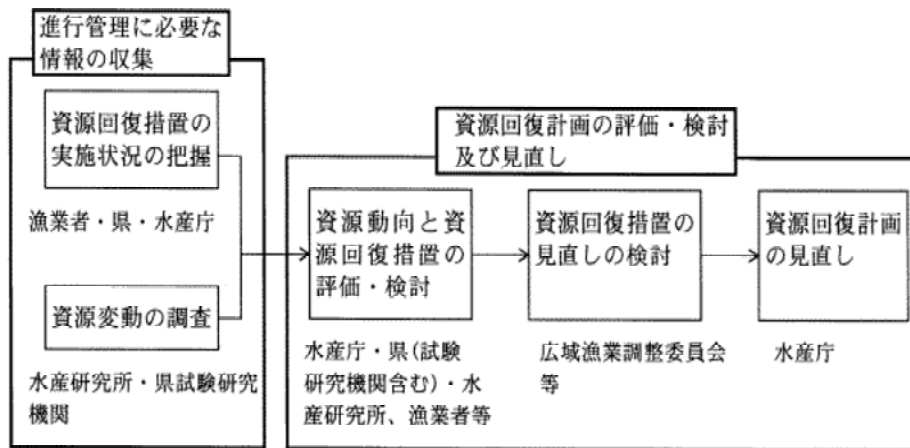 進行管理に必要な
情報の収集
資源回復措置の
実施状況の把握
漁業者・県・水産庁
資源変動の調査
水産研究所・県試験研究
機関
資源回復計画の評価・検討
及び見直し
資源動向と資
源回復措置の
評価・検討
水産庁・県(試験
研究機関含む)・水
産研究所、漁業者等
資源回復措置の
見直しの検討
広域漁業調整委員会
等
資源回復計画
の見直し
水産庁